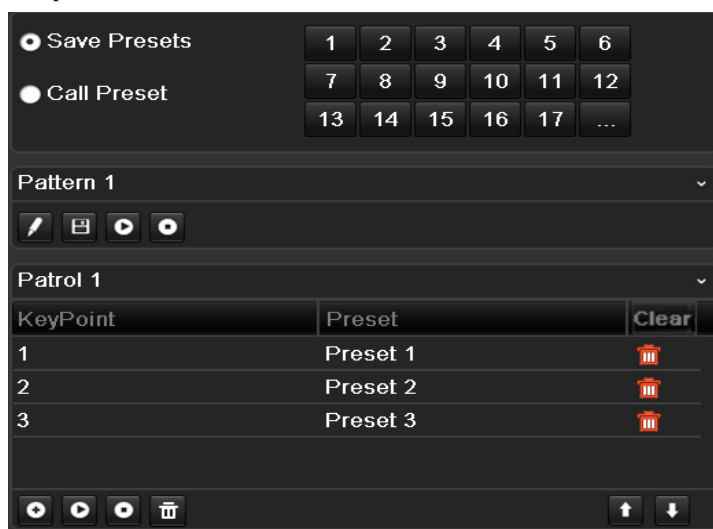 Save Presets
1 2 3 4 5 6
Call Preset
7 8 9 10 11 12
13 14 15 16 17 ...
Pattern 1
Patrol 1
KeyPoint Preset Clear
1 Preset 1
2 Preset 2
3 Preset 3